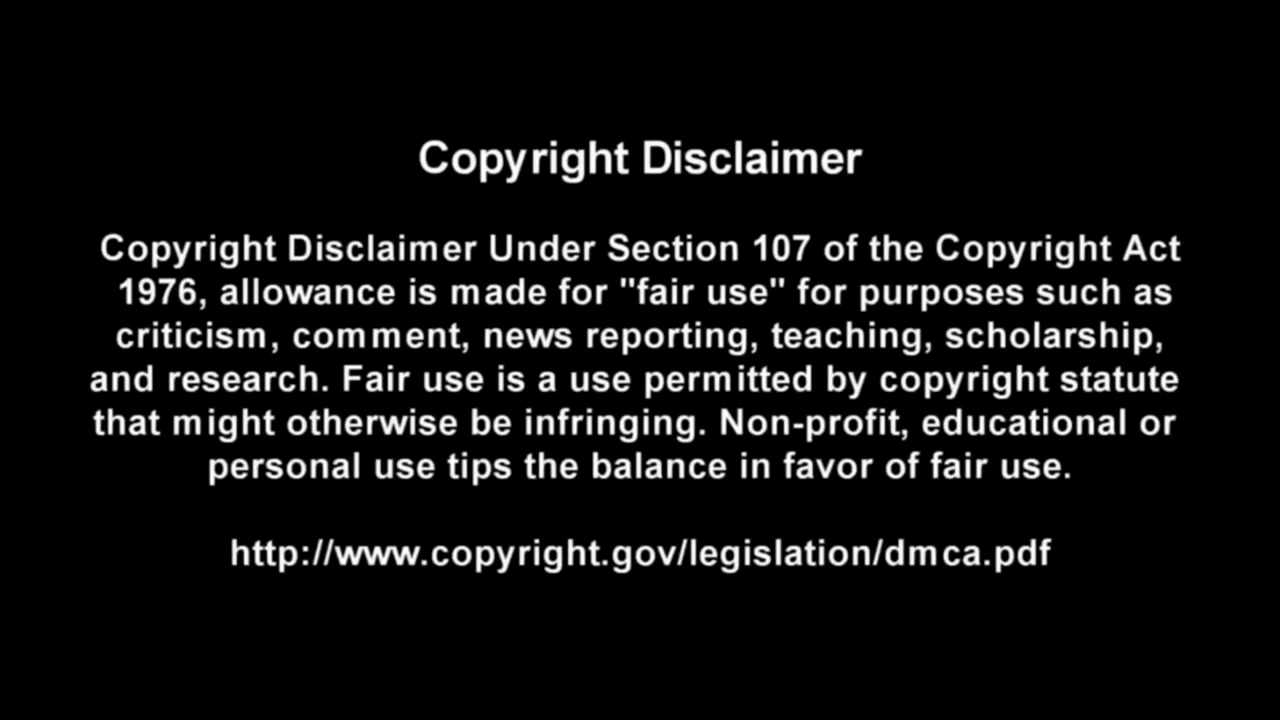 Copyright Disclaimer
Copyright Disclaimer Under Section 107 of the Copyright Act
1976, allowance is made for "fair use" for purposes such as
criticism, comment, news reporting, teaching, scholarship,
and research. Fair use is a use permitted by copyright statute
that might otherwise be infringing. Non-profit, educational or
personal use tips the balance in favor of fair use.
http://www.copyright.gov/legislation/dmca.pdf